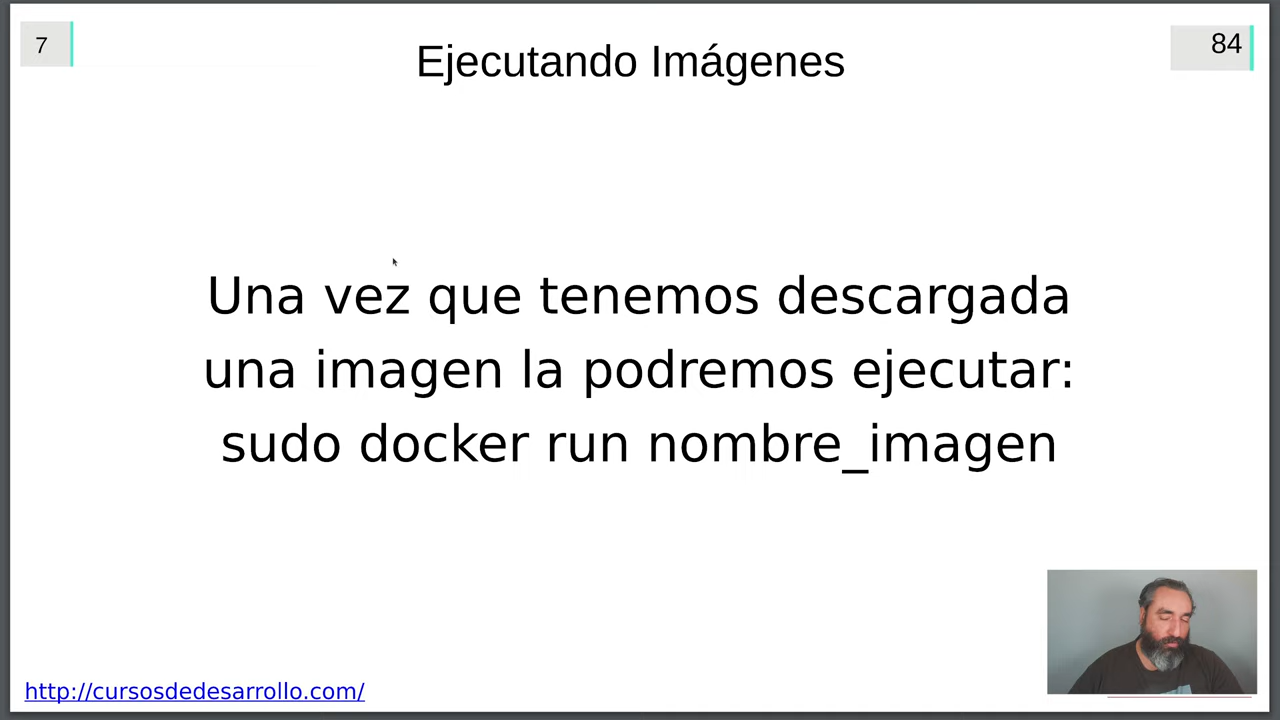 7
Ejecutando Imágenes
84
Una vez que tenemos descargada
una imagen la podremos ejecutar:
sudo docker run nombre_imagen
http://cursosdedesarrollo.com/